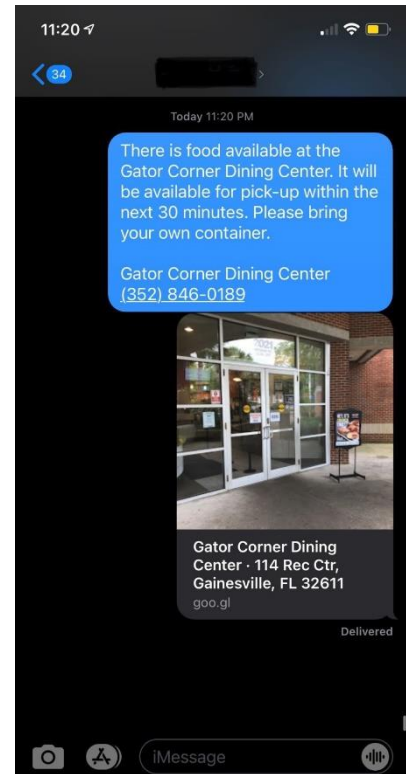 11:20
34
Today 11:20 PM
There is food available at the
Gator Corner Dining Center. It will
be available for pick-up within the
next 30 minutes. Please bring
your own container.
Gator Corner Dining Center
(352) 846-0189
2021
Gator Corner Dining
Center · 114 Rec Ctr,
Gainesville, FL 32611
goo.gl
Delivered
iMessage